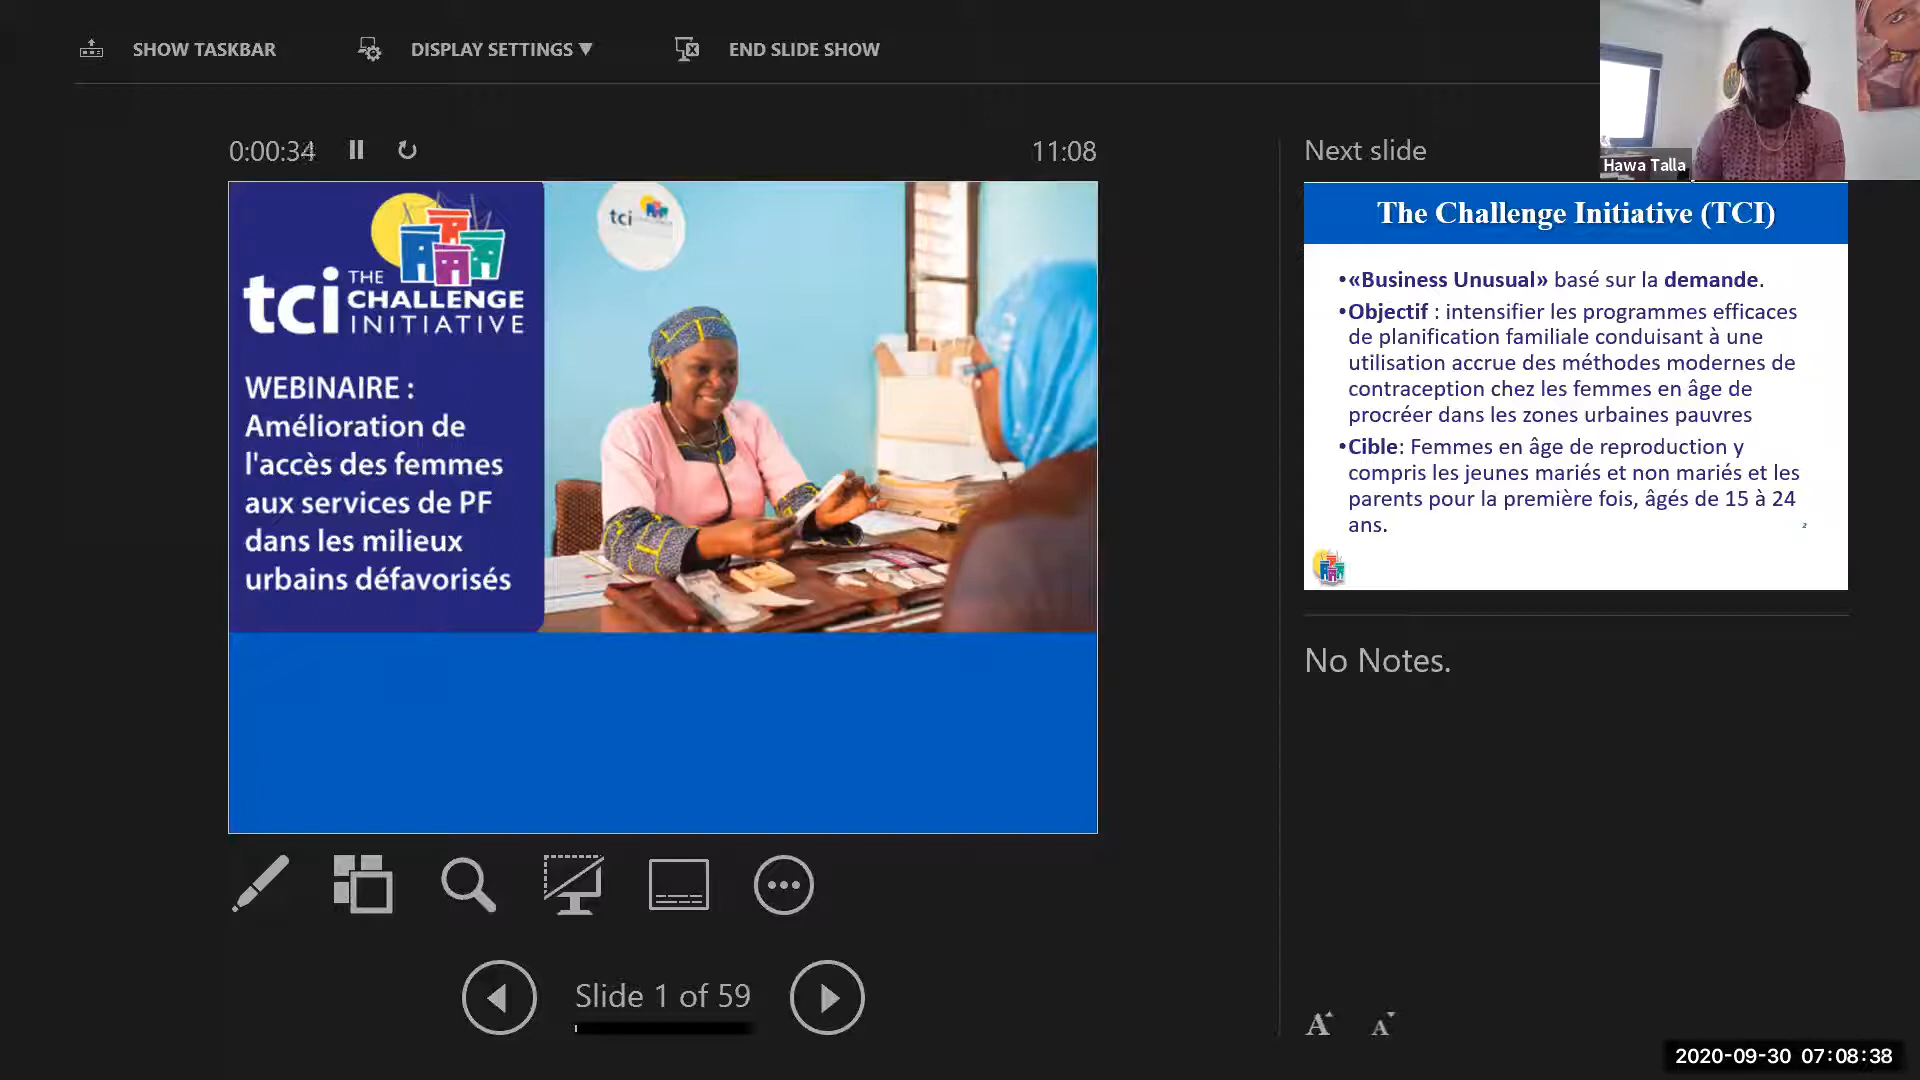 SHOW TASKBAR
DISPLAY SETTINGS ▼
END SLIDE SHOW
Hawa Talla
0:00:34
11:08
tci THE
CHALLENGE
INITIATIVE
WEBINAIRE :
Amélioration de
l'accès des femmes
aux services de PF
dans les milieux
urbains défavorisés
tci
Next slide
The Challenge Initiative (TCI)
•«Business Unusual» basé sur la demande.
•Objectif : intensifier les programmes efficaces
de planification familiale conduisant à une
utilisation accrue des méthodes modernes de
contraception chez les femmes en âge de
procréer dans les zones urbaines pauvres
•Cible: Femmes en âge de reproduction y
compris les jeunes mariés et non mariés et les
parents pour la première fois, âgés de 15 à 24
ans.
2
No Notes.
Slide 1 of 59
A A
2020-09-30 07:08:38